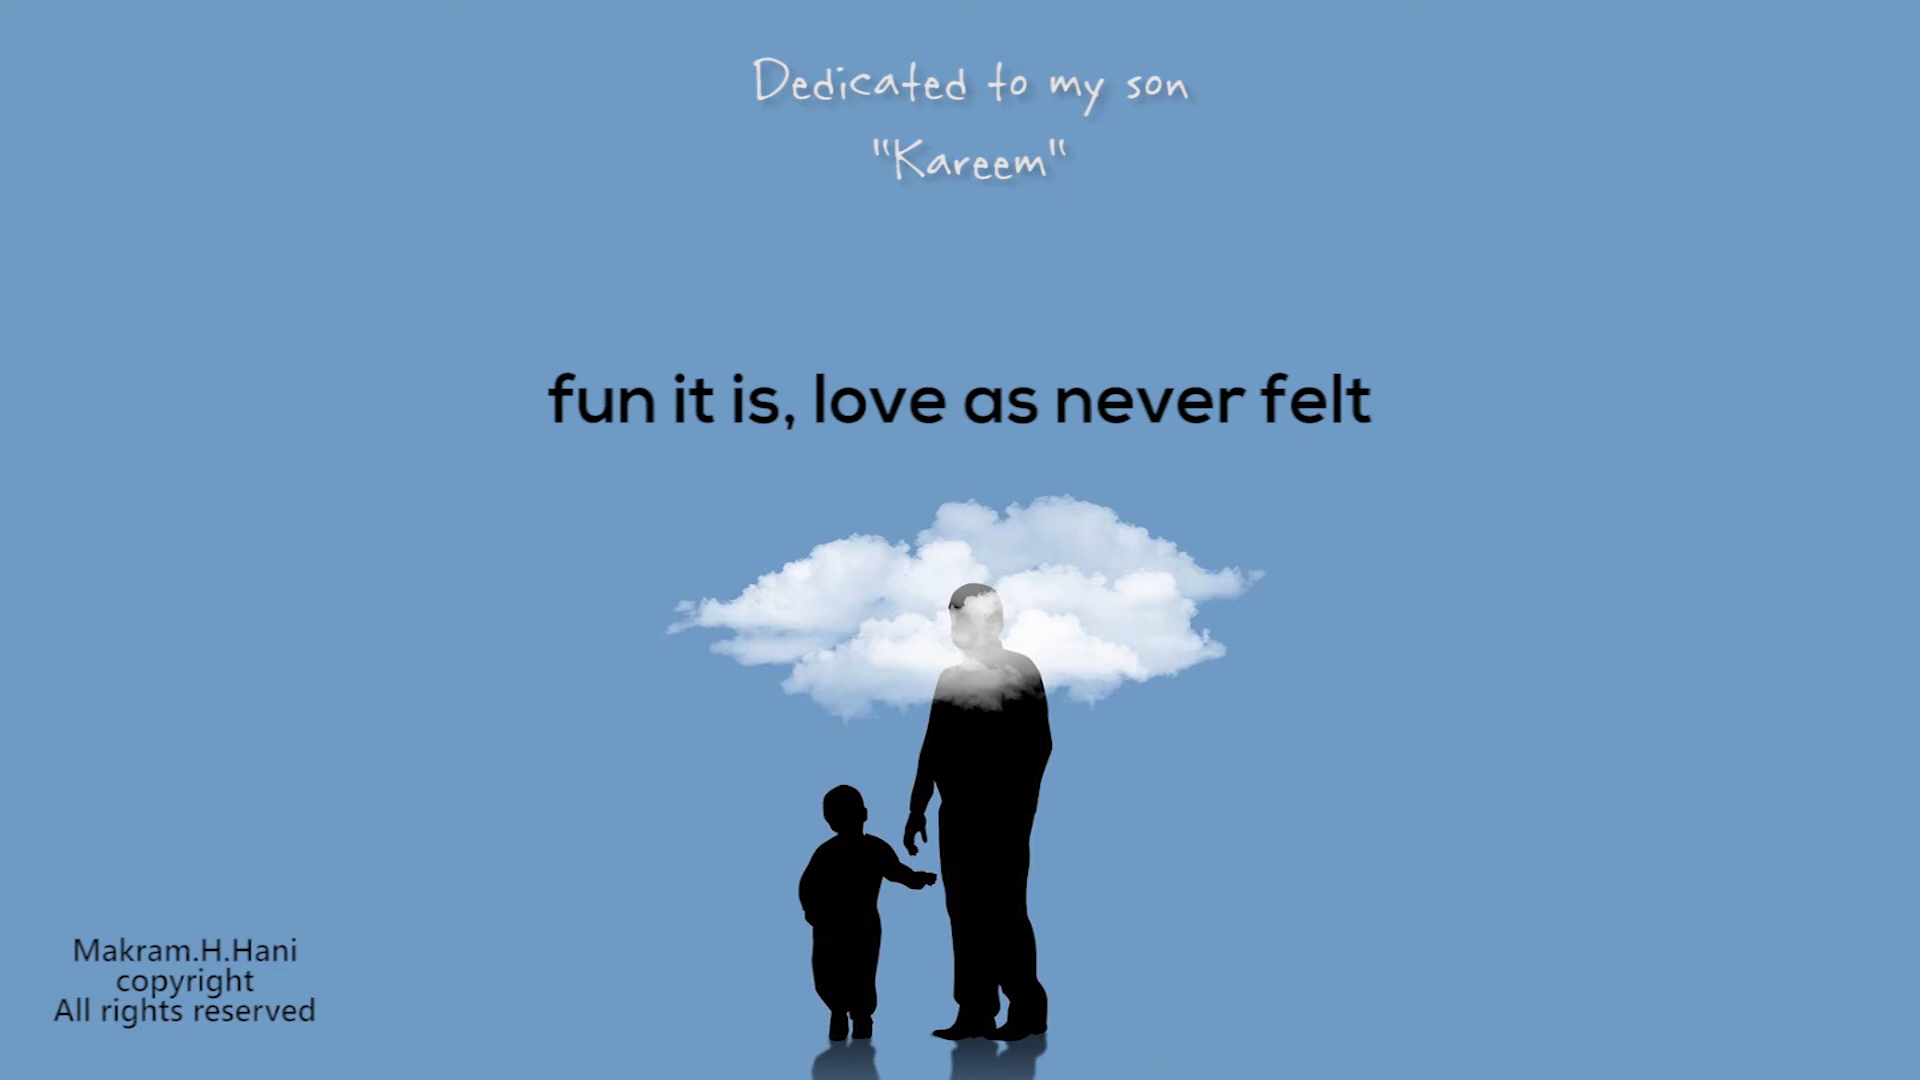 Dedicated to my son
"Kareem"
fun it is, love as never felt
Makram.H.Hani
copyright
All rights reserved